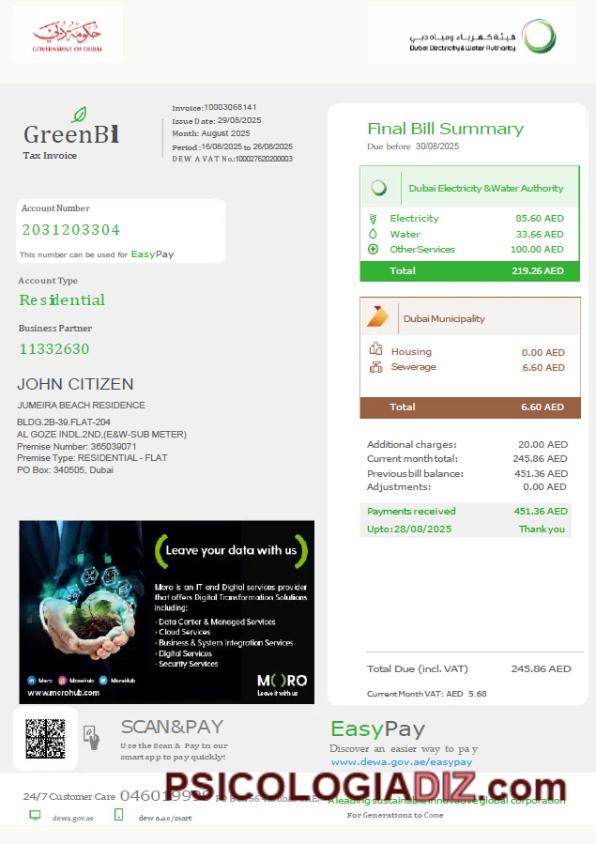 حكومة دبي
GOVERNMENT OF DUBAI
هيئة كهرباء ومياه دبي
Dubai Electricity & Water Authority
GreenBil
Tax Invoice
Invoice:10003068141
Issue Date: 29/08/2025
Month: August 2025
Period :16/08/2025 to 26/08/2025
DEWA VAT No.:100027620200003
Account Number
2031203304
This number can be used for EasyPay
Account Type
Residential
Business Partner
11332630
JOHN CITIZEN
JUMEIRA BEACH RESIDENCE
BLDG.2B-39.FLAT-204
AL GOZE INDL.2ND,(E&W-SUB METER)
Premise Number: 365039071
Premise Type: RESIDENTIAL - FLAT
PO Box: 340505, Dubai
Final Bill Summary
Due before 30/08/2025
Dubai Electricity &Water Authority
Electricity 85.60 AED
Water 33.66 AED
Other Services 100.00 AED
Total 219.26 AED
Dubai Municipality
Housing 0.00 AED
Sewerage 6.60 AED
Total 6.60 AED
Additional charges: 20.00 AED
Current month total: 245.86 AED
Previous bill balance: 451.36 AED
Adjustments: 0.00 AED
Payments received 451.36 AED
Upto:28/08/2025 Thank you
Total Due (incl. VAT) 245.86 AED
Current Month VAT: AED 5.68
Leave your data with us
Moro is an IT and Digital services provider
that offers Digital Transformation Solutions
including:
· Data Center & Managed Services
· Cloud Services
· Business & System Integration Services
· Digital Services
· Security Services
Moro MoroHub MoroHub
www.morohub.com
MORO
Leave it with us
SCAN&PAY
Use the Scan & Pay in our
smart app to pay quickly!
EasyPay
Discover an easier way to pay
www.dewa.gov.ae/easypay
PSICOLOGIADIZ.com
24/7 Customer Care
A leading sustainable innovative global corporation
dewa.gov.ae
dewa.gov.ae/smart
For Generations to Come